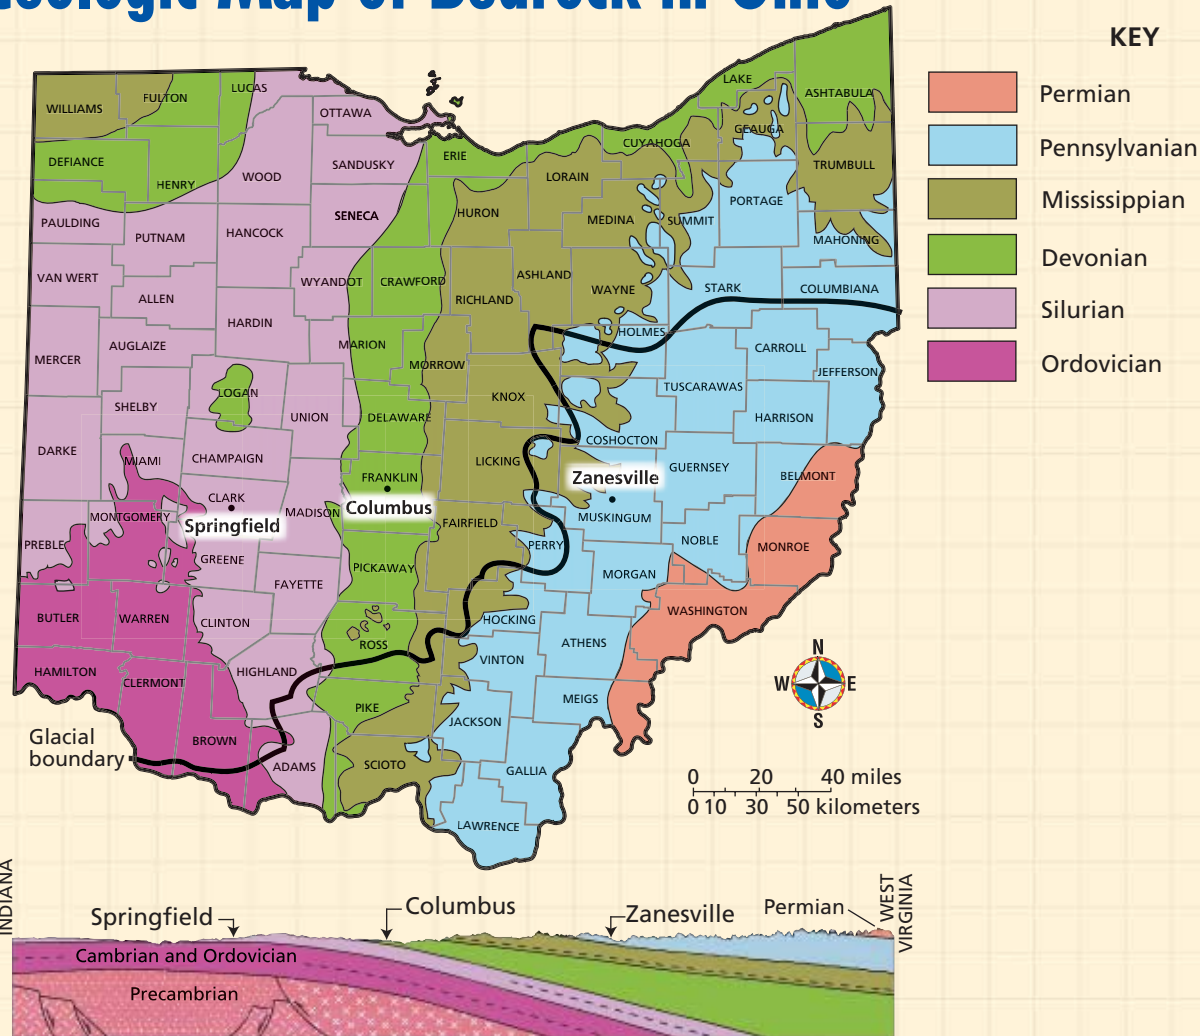 Geologic Map of Bedrock in Ohio
KEY
Permian
Pennsylvanian
Mississippian
Devonian
Silurian
Ordovician
WILLIAMS
FULTON
LUCAS
OTTAWA
LAKE
ASHTABULA
GEAUGA
CUYAHOGA
DEFIANCE
HENRY
WOOD
SANDUSKY
ERIE
LORAIN
TRUMBULL
PAULDING
PUTNAM
HANCOCK
SENECA
HURON
MEDINA
SUMMIT
PORTAGE
MAHONING
VAN WERT
ALLEN
WYANDOT
CRAWFORD
RICHLAND
ASHLAND
WAYNE
STARK
COLUMBIANA
MERCER
AUGLAIZE
HARDIN
MARION
MORROW
HOLMES
CARROLL
JEFFERSON
SHELBY
LOGAN
UNION
DELAWARE
KNOX
TUSCARAWAS
HARRISON
COSHOCTON
DARKE
MIAMI
CHAMPAIGN
LICKING
GUERNSEY
BELMONT
FRANKLIN
Zanesville
CLARK
Columbus
MONTGOMERY
Springfield
MADISON
FAIRFIELD
MUSKINGUM
PREBLE
GREENE
PERRY
NOBLE
MONROE
FAYETTE
PICKAWAY
MORGAN
BUTLER
WARREN
CLINTON
HOCKING
WASHINGTON
ROSS
ATHENS
HAMILTON
CLERMONT
HIGHLAND
VINTON
N
W
E
S
PIKE
MEIGS
JACKSON
BROWN
Glacial
boundary
ADAMS
SCIOTO
GALLIA
LAWRENCE
0 20 40 miles
0 10 30 50 kilometers
INDIANA
Springfield
Columbus
Zanesville
Permian
WEST
VIRGINIA
Cambrian and Ordovician
Precambrian